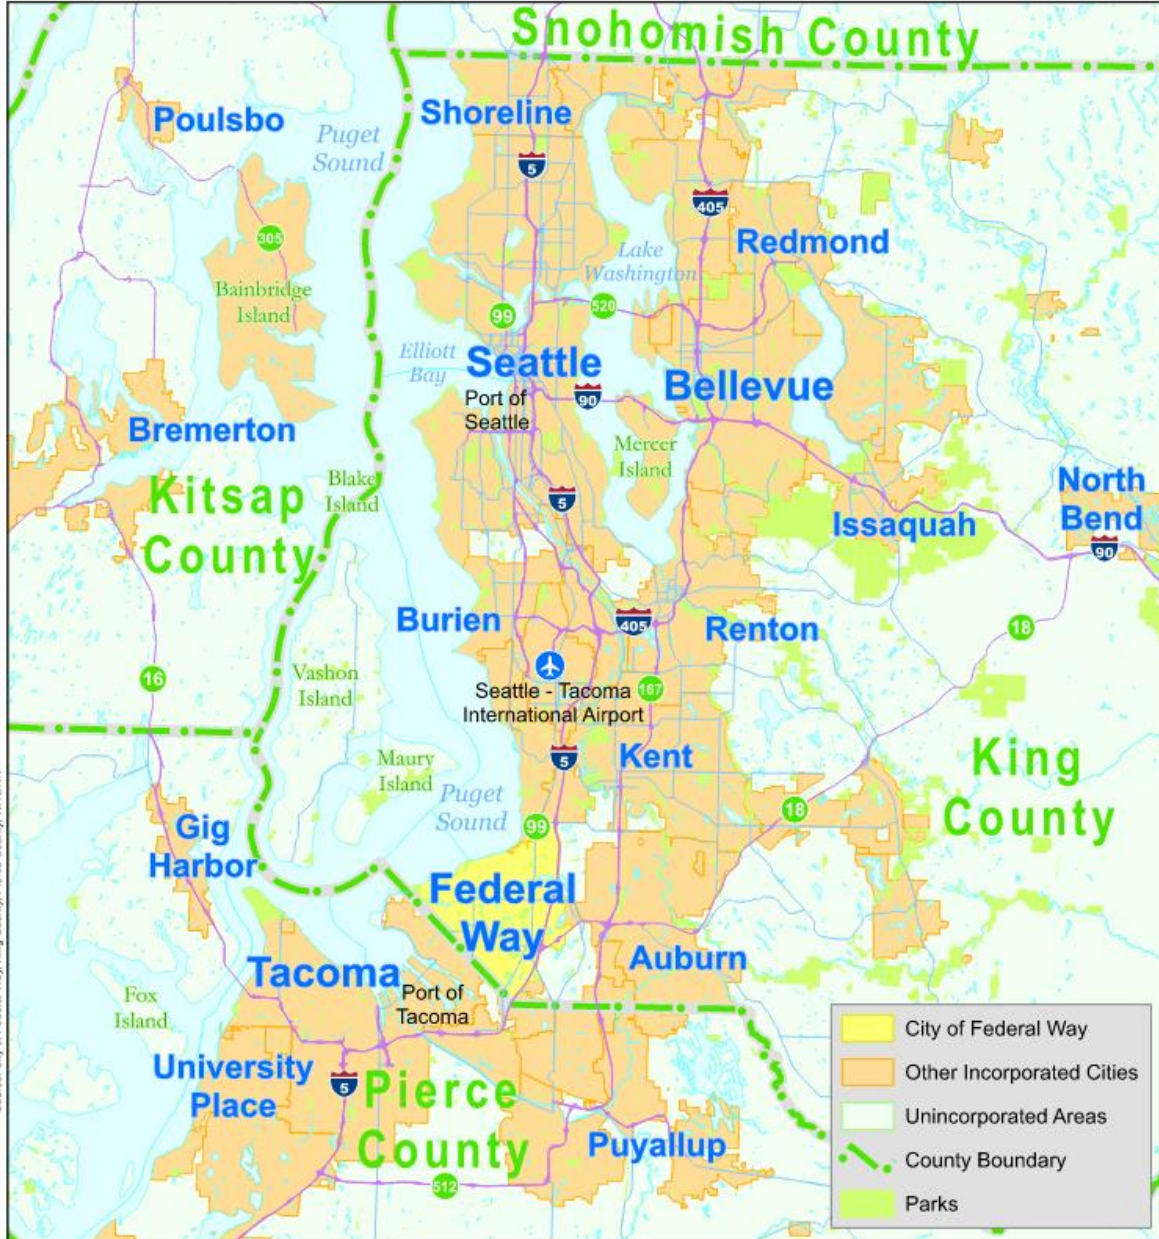 Snohomish County
Poulsbo
Puget
Sound
Shoreline
5
405
305
Redmond
Lake
Washington
Bainbridge
Island
99
520
Elliott
Bay
Seattle
90
Bellevue
Port of
Seattle
Bremerton
Mercer
Island
Blake
Island
Kitsap
County
5
North
Bend
90
Issaquah
Burien
405
Renton
18
16
Vashon
Island
Seattle - Tacoma
International Airport
167
5
Kent
King
County
Maury
Island
Puget
Sound
99
18
Gig
Harbor
Federal
Way
Auburn
Tacoma
Port of
Tacoma
Fox
Island
University
Place
5
Pierce
County
512
Puyallup
City of Federal Way
Other Incorporated Cities
Unincorporated Areas
County Boundary
Parks